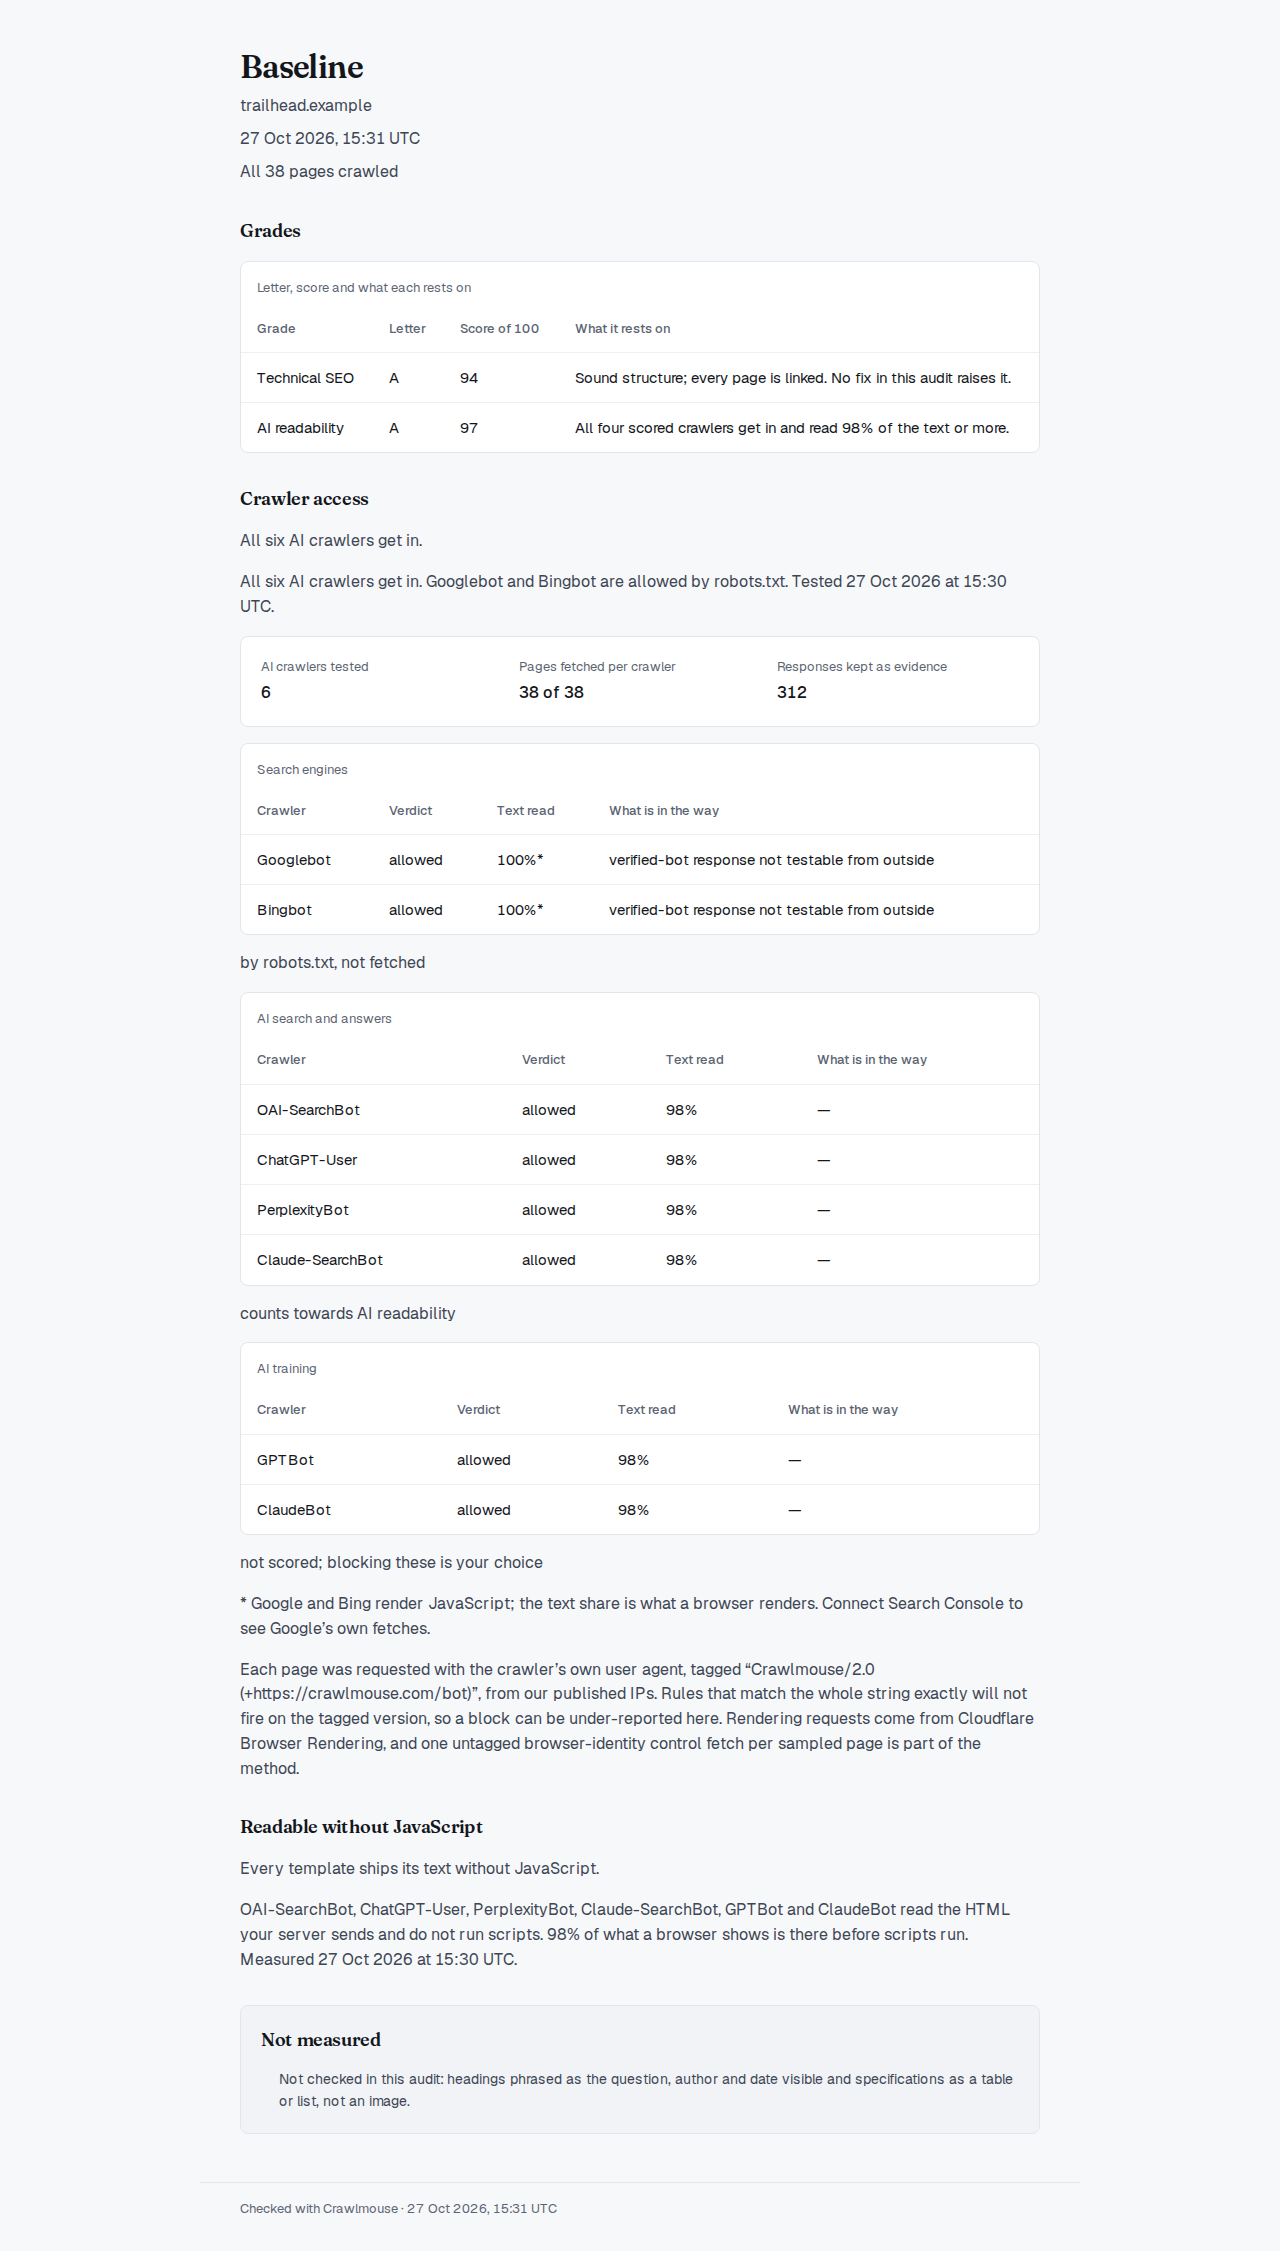 Baseline
trailhead.example
27 Oct 2026, 15:31 UTC
All 38 pages crawled
Grades
Letter, score and what each rests on
Grade Letter Score of 100 What it rests on
Technical SEO A 94 Sound structure; every page is linked. No fix in this audit raises it.
AI readability A 97 All four scored crawlers get in and read 98% of the text or more.
Crawler access
All six AI crawlers get in.
All six AI crawlers get in. Googlebot and Bingbot are allowed by robots.txt. Tested 27 Oct 2026 at 15:30
UTC.
AI crawlers tested Pages fetched per crawler Responses kept as evidence
6 38 of 38 312
Search engines
Crawler Verdict Text read What is in the way
Googlebot allowed 100%* verified-bot response not testable from outside
Bingbot allowed 100%* verified-bot response not testable from outside
by robots.txt, not fetched
AI search and answers
Crawler Verdict Text read What is in the way
OAI-SearchBot allowed 98% —
ChatGPT-User allowed 98% —
PerplexityBot allowed 98% —
Claude-SearchBot allowed 98% —
counts towards AI readability
AI training
Crawler Verdict Text read What is in the way
GPTBot allowed 98% —
ClaudeBot allowed 98% —
not scored; blocking these is your choice
* Google and Bing render JavaScript; the text share is what a browser renders. Connect Search Console to
see Google’s own fetches.
Each page was requested with the crawler’s own user agent, tagged “Crawlmouse/2.0
(+https://crawlmouse.com/bot)”, from our published IPs. Rules that match the whole string exactly will not
fire on the tagged version, so a block can be under-reported here. Rendering requests come from Cloudflare
Browser Rendering, and one untagged browser-identity control fetch per sampled page is part of the
method.
Readable without JavaScript
Every template ships its text without JavaScript.
OAI-SearchBot, ChatGPT-User, PerplexityBot, Claude-SearchBot, GPTBot and ClaudeBot read the HTML
your server sends and do not run scripts. 98% of what a browser shows is there before scripts run.
Measured 27 Oct 2026 at 15:30 UTC.
Not measured
Not checked in this audit: headings phrased as the question, author and date visible and specifications as a table
or list, not an image.
Checked with Crawlmouse · 27 Oct 2026, 15:31 UTC